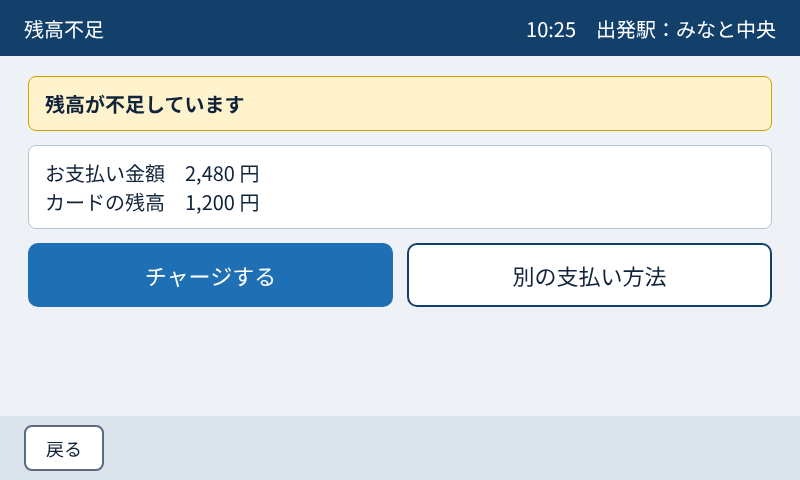 残高不足
10:25　出発駅：みなと中央
残高が不足しています
お支払い金額　2,480 円
カードの残高　1,200 円
チャージする
別の支払い方法
戻る